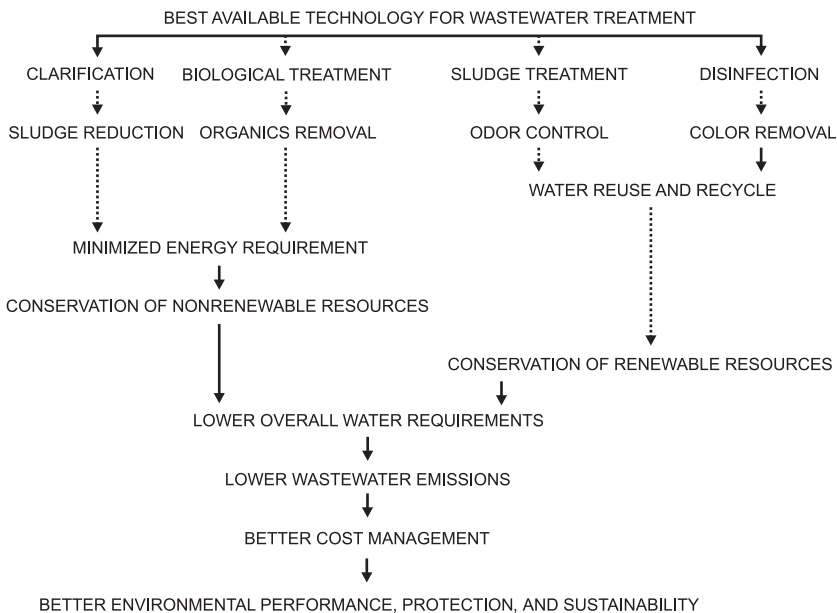 BEST AVAILABLE TECHNOLOGY FOR WASTEWATER TREATMENT
CLARIFICATION BIOLOGICAL TREATMENT SLUDGE TREATMENT DISINFECTION
SLUDGE REDUCTION ORGANICS REMOVAL ODOR CONTROL COLOR REMOVAL
WATER REUSE AND RECYCLE
MINIMIZED ENERGY REQUIREMENT
CONSERVATION OF NONRENEWABLE RESOURCES
CONSERVATION OF RENEWABLE RESOURCES
LOWER OVERALL WATER REQUIREMENTS
LOWER WASTEWATER EMISSIONS
BETTER COST MANAGEMENT
BETTER ENVIRONMENTAL PERFORMANCE, PROTECTION, AND SUSTAINABILITY